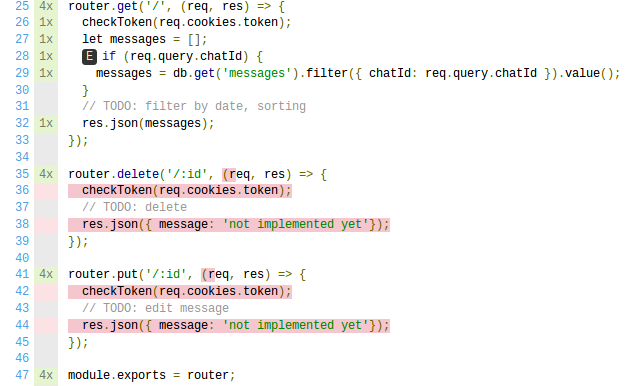 25 4x router.get('/', (req, res) => {
26 1x checkToken(req.cookies.token);
27 1x let messages = [];
28 1x E if (req.query.chatId) {
29 1x messages = db.get('messages').filter({ chatId: req.query.chatId }).value();
30 }
31 // TODO: filter by date, sorting
32 1x res.json(messages);
33 });
34
35 4x router.delete('/:id', (req, res) => {
36 checkToken(req.cookies.token);
37 // TODO: delete
38 res.json({ message: 'not implemented yet'});
39 });
40
41 4x router.put('/:id', (req, res) => {
42 checkToken(req.cookies.token);
43 // TODO: edit message
44 res.json({ message: 'not implemented yet'});
45 });
46
47 4x module.exports = router;